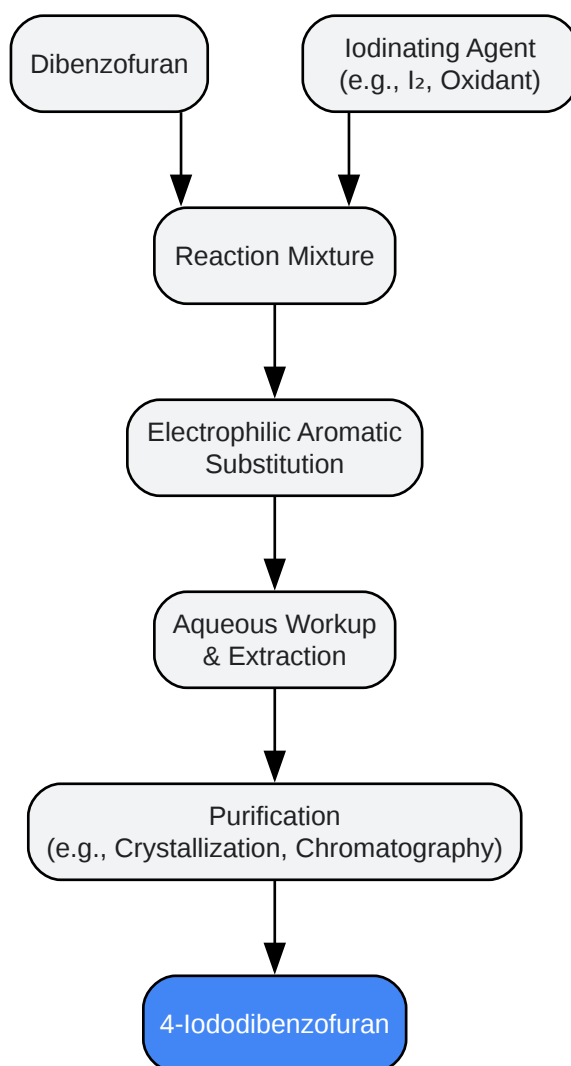 Dibenzofuran
Iodinating Agent
(e.g., I₂, Oxidant)
Reaction Mixture
Electrophilic Aromatic
Substitution
Aqueous Workup
& Extraction
Purification
(e.g., Crystallization, Chromatography)
4-Iododibenzofuran